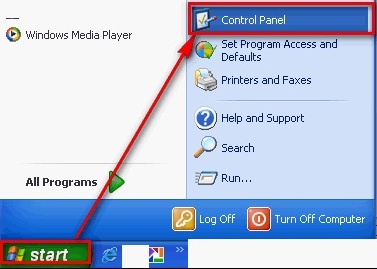 Control Panel
Windows Media Player
Set Program Access and
Defaults
Printers and Faxes
Help and Support
Search
Run...
All Programs
Log Off
Turn Off Computer
start
»